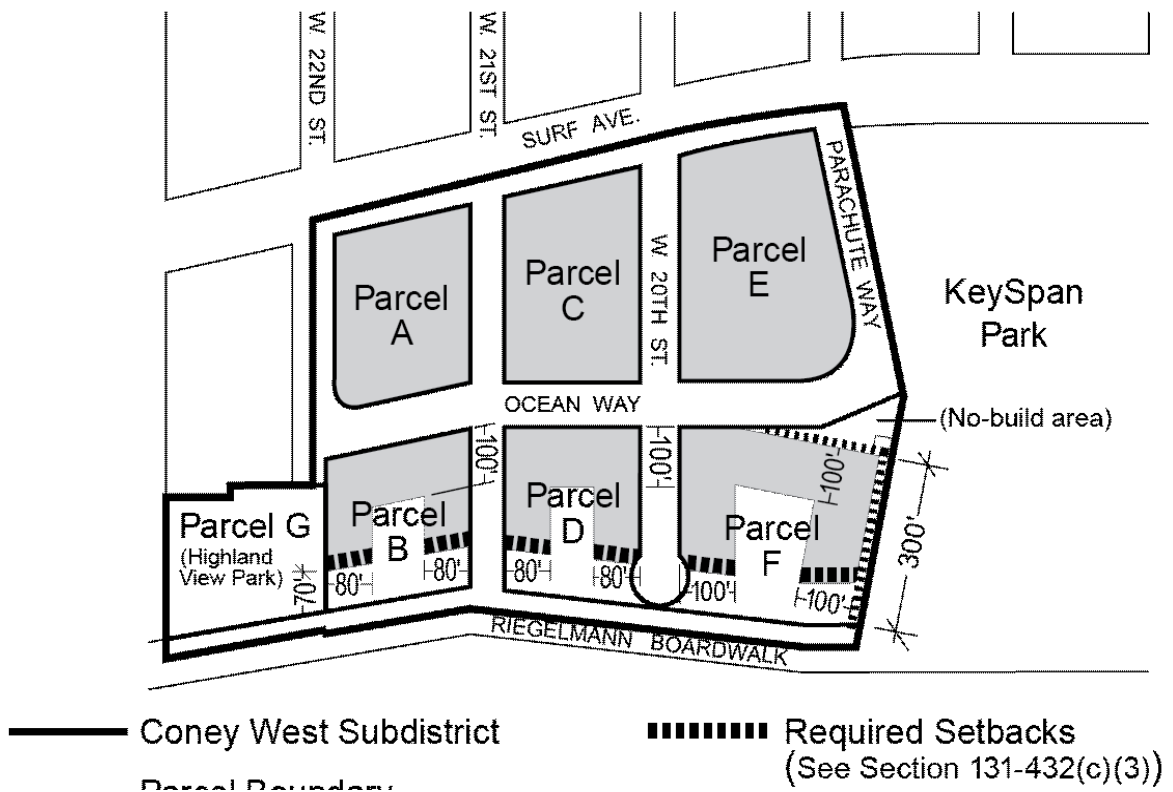 W. 22ND ST.
W. 21ST ST.
SURF AVE.
PARACHUTE WAY
Parcel
A
Parcel
C
W. 20TH ST.
Parcel
E
KeySpan
Park
OCEAN WAY
(No-build area)
100'
100'
100'
300'
Parcel G
(Highland
View Park)
70'
Parcel
B
80'
80'
Parcel
D
80'
80'
Parcel
F
100'
100'
RIEGELMANN BOARDWALK
Coney West Subdistrict
Required Setbacks
(See Section 131-432(c)(3))
Parcel Boundary